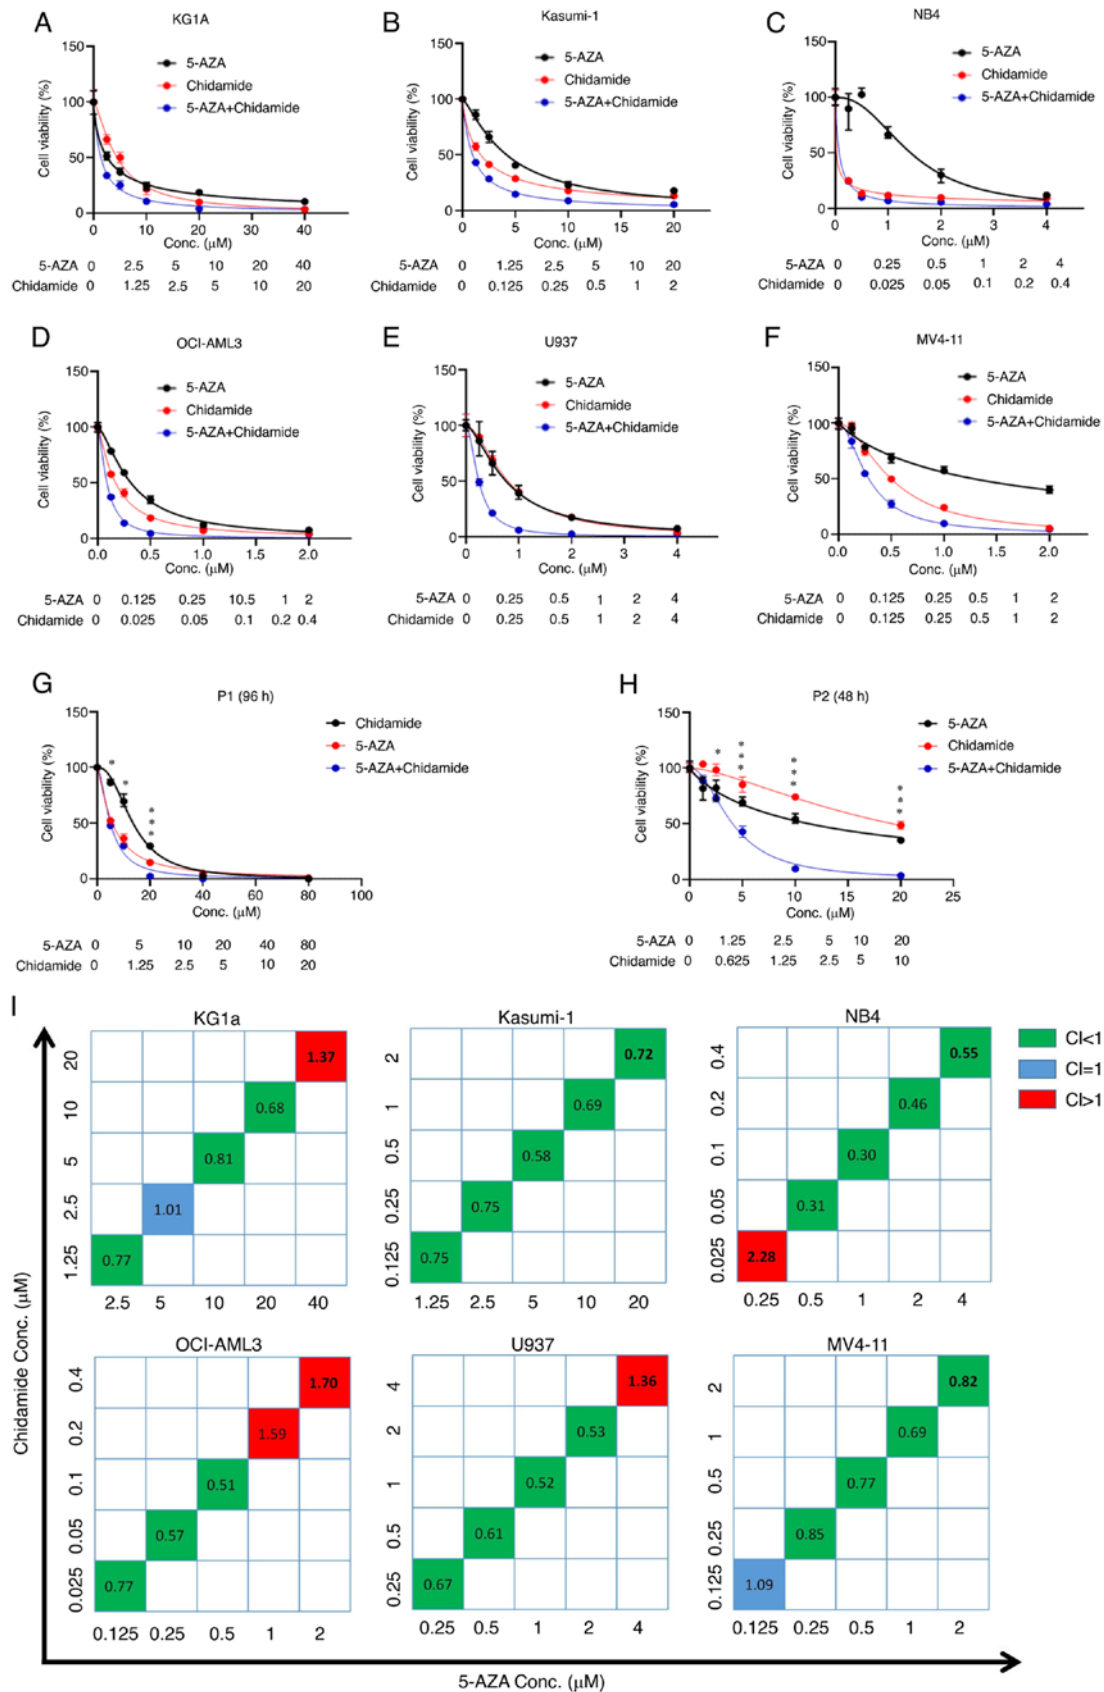 A
KG1A
150
100
50
0
Cell viability (%)
5-AZA
Chidamide
5-AZA+Chidamide
0 10 20 30 40
Conc. (μM)
5-AZA 0 2.5 5 10 20 40
Chidamide 0 1.25 2.5 5 10 20
B
Kasumi-1
150
100
50
0
Cell viability (%)
5-AZA
Chidamide
5-AZA+Chidamide
0 5 10 15 20
Conc. (μM)
5-AZA 0 1.25 2.5 5 10 20
Chidamide 0 0.125 0.25 0.5 1 2
C
NB4
150
100
50
0
Cell viability (%)
5-AZA
Chidamide
5-AZA+Chidamide
0 1 2 3 4
Conc. (μM)
5-AZA 0 0.25 0.5 1 2 4
Chidamide 0 0.025 0.05 0.1 0.2 0.4
D
OCI-AML3
150
100
50
0
Cell viability (%)
5-AZA
Chidamide
5-AZA+Chidamide
0.0 0.5 1.0 1.5 2.0
Conc. (μM)
5-AZA 0 0.125 0.25 10.5 1 2
Chidamide 0 0.025 0.05 0.1 0.2 0.4
E
U937
150
100
50
0
Cell viability (%)
5-AZA
Chidamide
5-AZA+Chidamide
0 1 2 3 4
Conc. (μM)
5-AZA 0 0.25 0.5 1 2 4
Chidamide 0 0.25 0.5 1 2 4
F
MV4-11
150
100
50
0
Cell viability (%)
5-AZA
Chidamide
5-AZA+Chidamide
0.0 0.5 1.0 1.5 2.0
Conc. (μM)
5-AZA 0 0.125 0.25 0.5 1 2
Chidamide 0 0.125 0.25 0.5 1 2
G
P1 (96 h)
150
100
50
0
Cell viability (%)
Chidamide
5-AZA
5-AZA+Chidamide
*
*
***
0 20 40 60 80 100
Conc. (μM)
5-AZA 0 5 10 20 40 80
Chidamide 0 1.25 2.5 5 10 20
H
P2 (48 h)
150
100
50
0
Cell viability (%)
5-AZA
Chidamide
5-AZA+Chidamide
*
***
***
***
0 5 10 15 20 25
Conc. (μM)
5-AZA 0 1.25 2.5 5 10 20
Chidamide 0 0.625 1.25 2.5 5 10
I
Chidamide Conc. (μM)
KG1a
20 1.37
10 0.68
5 0.81
2.5 1.01
1.25 0.77
2.5 5 10 20 40
Kasumi-1
2 0.72
1 0.69
0.5 0.58
0.25 0.75
0.125 0.75
1.25 2.5 5 10 20
NB4
0.4 0.55
0.2 0.46
0.1 0.30
0.05 0.31
0.025 2.28
0.25 0.5 1 2 4
CI<1
CI=1
CI>1
OCI-AML3
0.4 1.70
0.2 1.59
0.1 0.51
0.05 0.57
0.025 0.77
0.125 0.25 0.5 1 2
U937
4 1.36
2 0.53
1 0.52
0.5 0.61
0.25 0.67
0.25 0.5 1 2 4
MV4-11
2 0.82
1 0.69
0.5 0.77
0.25 0.85
0.125 1.09
0.125 0.25 0.5 1 2
5-AZA Conc. (μM)